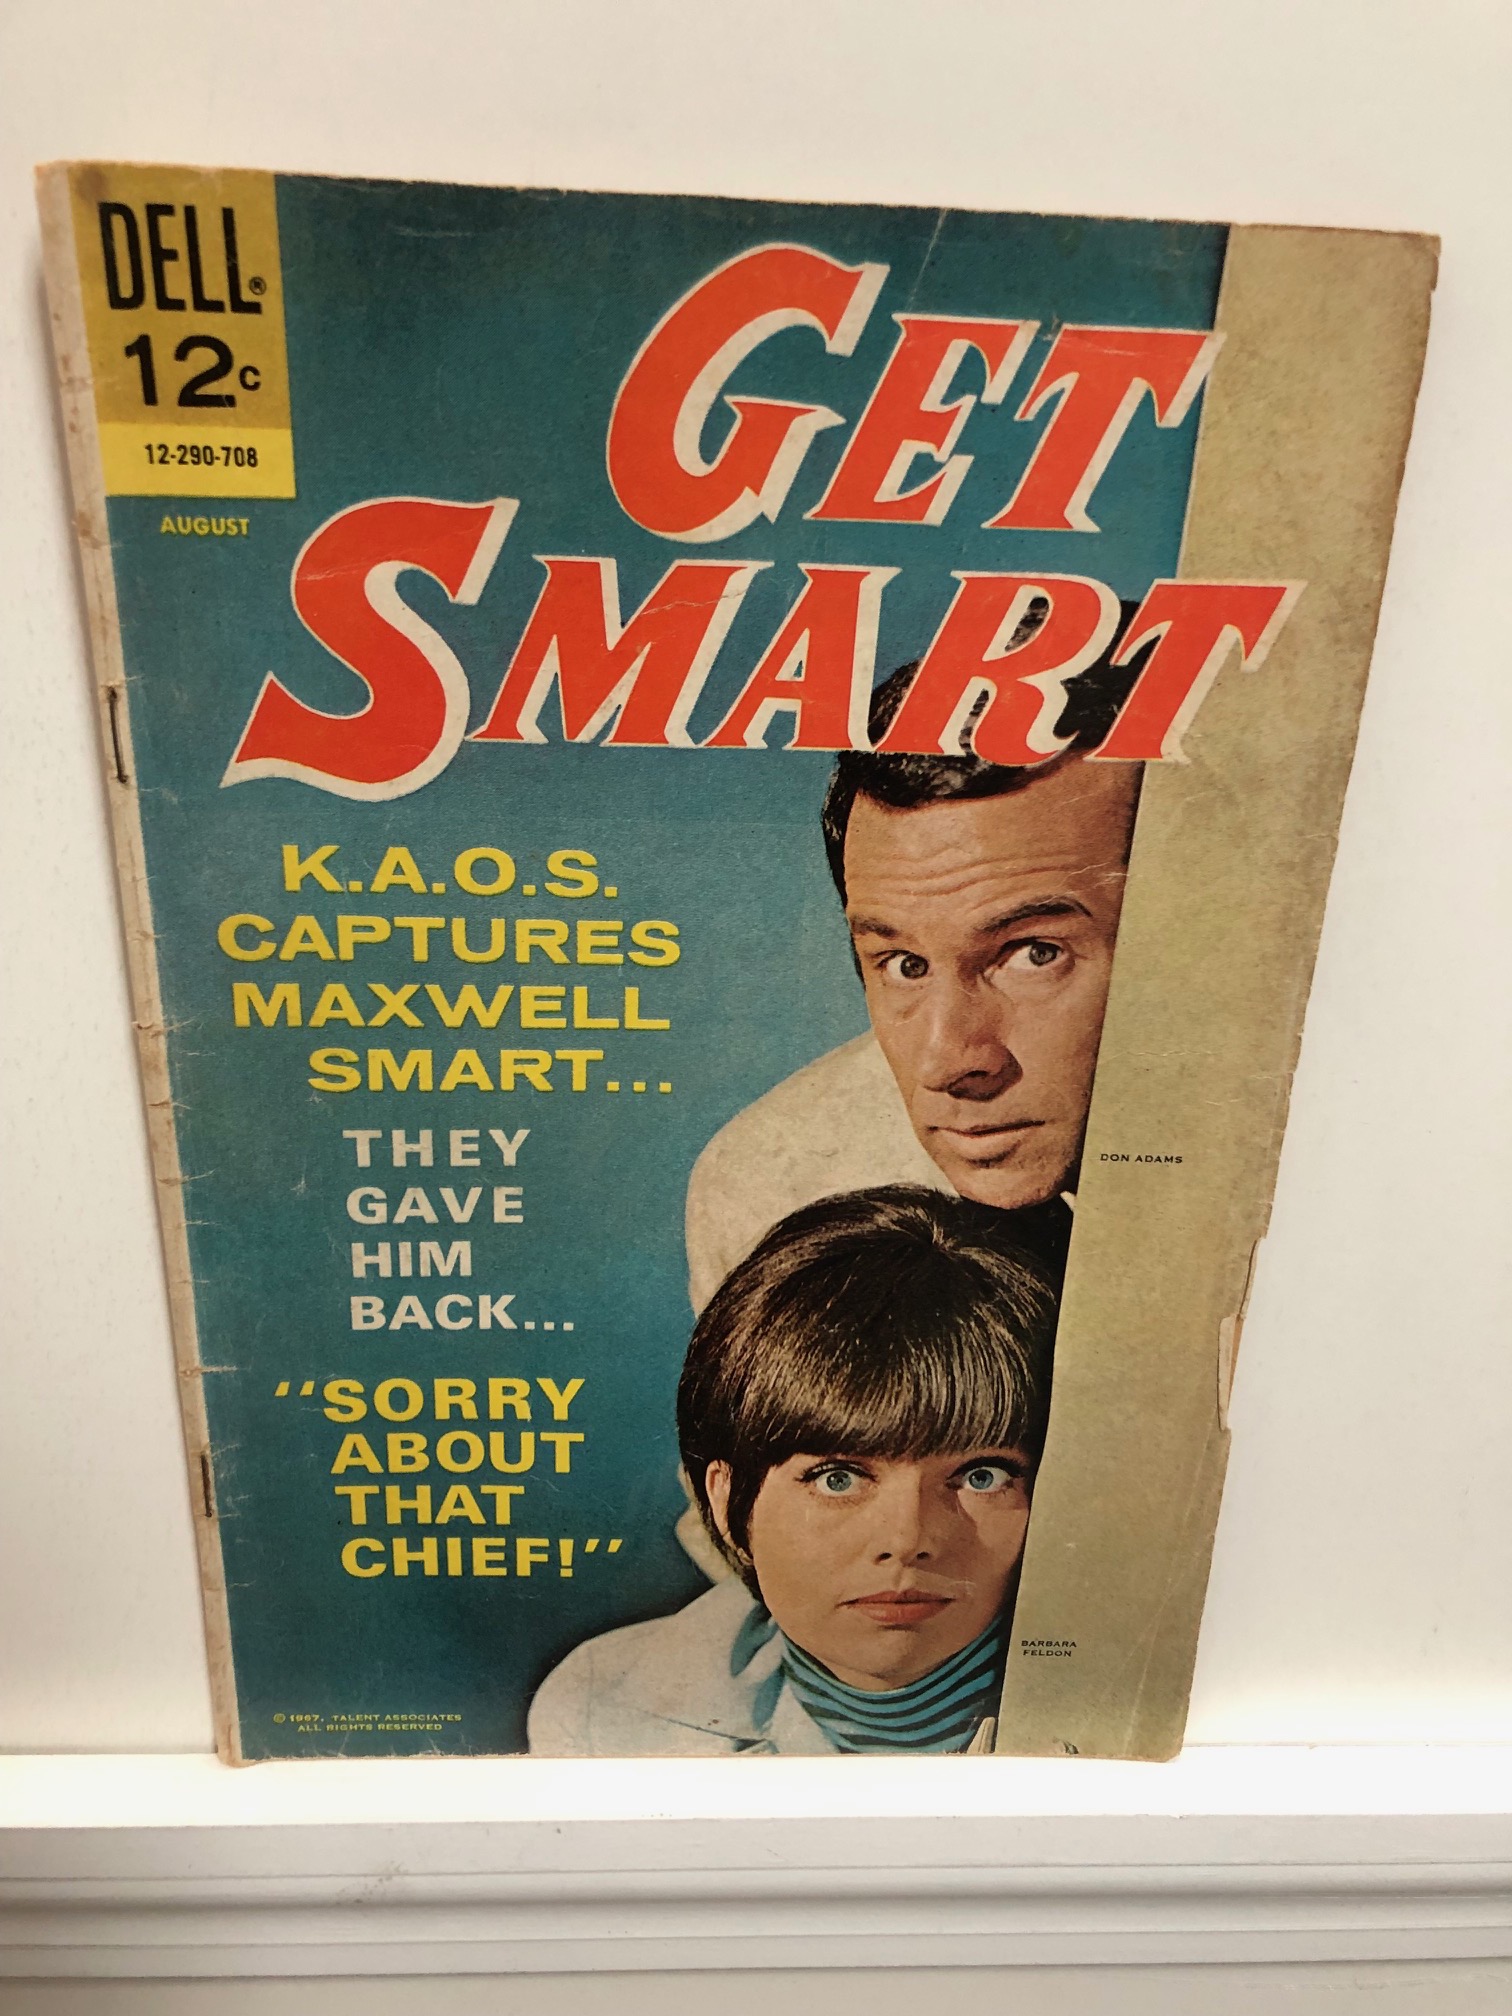 DELL®
12c
12-290-708
AUGUST
GET
SMART
K.A.O.S.
CAPTURES
MAXWELL
SMART...
THEY
GAVE
HIM
BACK...
"SORRY
ABOUT
THAT
CHIEF!"
DON ADAMS
BARBARA
FELDON
© 1967, TALENT ASSOCIATES
ALL RIGHTS RESERVED